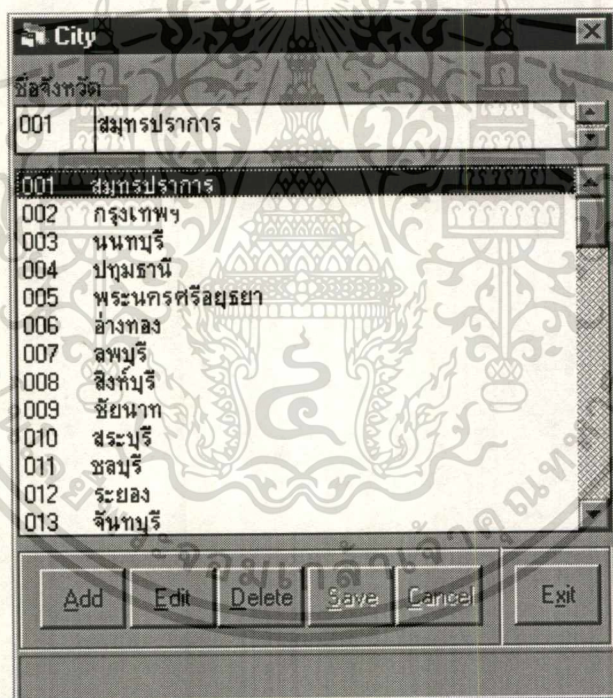 City
ชื่อจังหวัด
001 สมุทรปราการ
001 สมุทรปราการ
002 กรุงเทพฯ
003 นนทบุรี
004 ปทุมธานี
005 พระนครศรีอยุธยา
006 อ่างทอง
007 ลพบุรี
008 สิงห์บุรี
009 ชัยนาท
010 สระบุรี
011 ชลบุรี
012 ระยอง
013 จันทบุรี
Add Edit Delete Save Cancel Exit